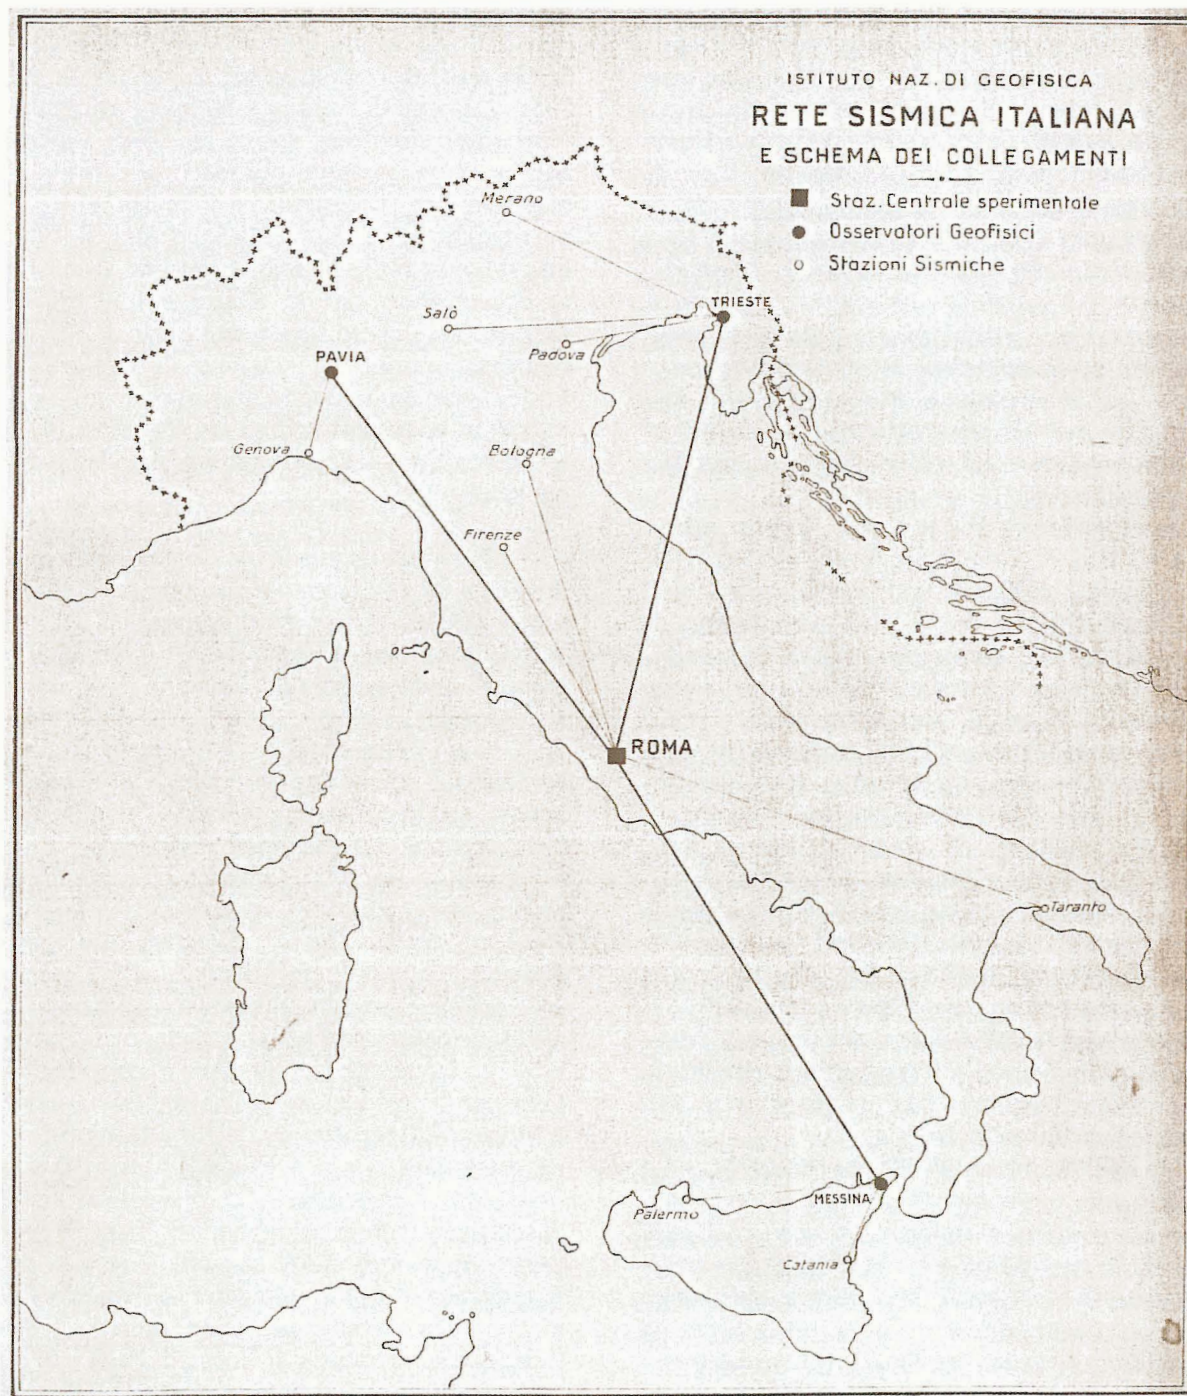 ISTITUTO NAZ. DI GEOFISICA
RETE SISMICA ITALIANA
E SCHEMA DEI COLLEGAMENTI
Staz. Centrale sperimentale
Osservatori Geofisici
Stazioni Sismiche
Merano
TRIESTE
Salò
Padova
PAVIA
Genova
Bologna
Firenze
ROMA
Taranto
MESSINA
Palermo
Catania